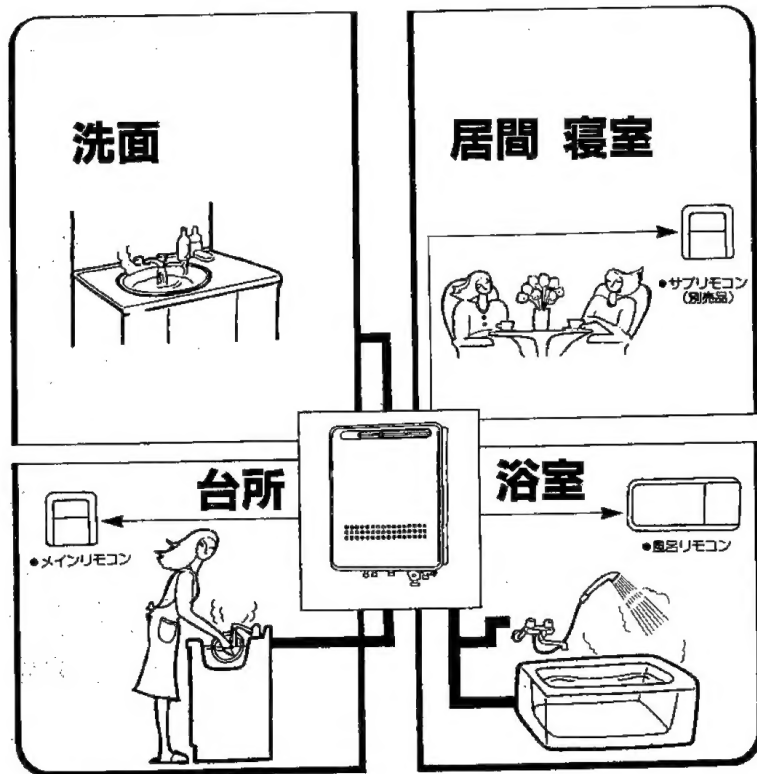 洗面
居間 寝室
●サブリモコン
(別売品)
台所
●メインリモコン
浴室
●風呂リモコン